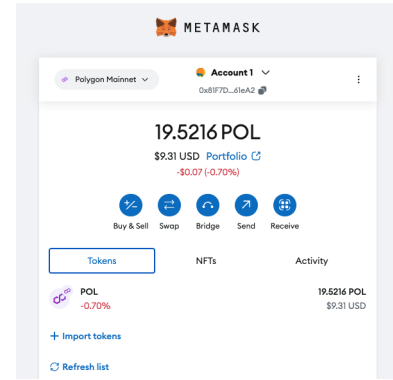 METAMASK
Polygon Mainnet
Account 1
0x81F7D...61eA2
19.5216 POL
$9.31 USD Portfolio
-$0.07 (-0.70%)
Buy & Sell Swap Bridge Send Receive
Tokens NFTs Activity
POL 19.5216 POL
-0.70% $9.31 USD
+ Import tokens
Refresh list